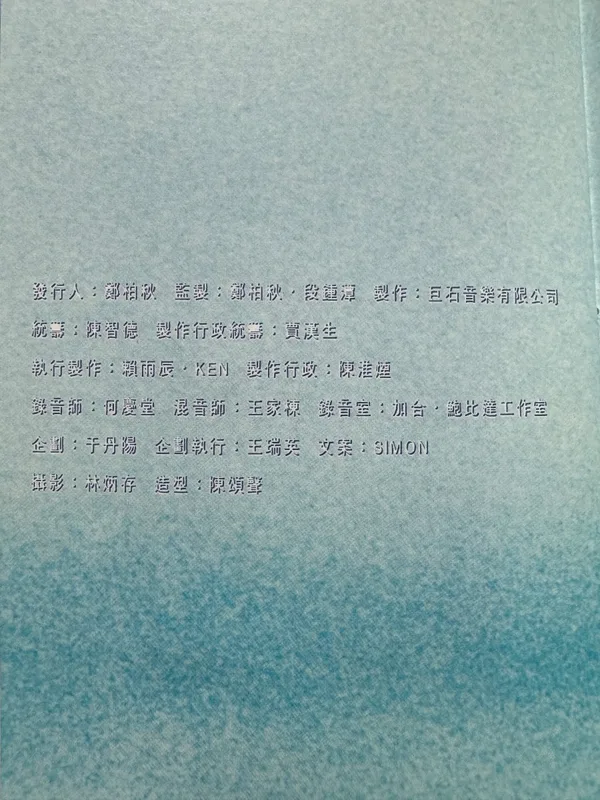 發行人：鄭柏秋　監製：鄭柏秋・段鍾潭　製作：巨石音樂有限公司
統籌：陳智德　製作行政統籌：賈漢生
執行製作：賴雨辰・KEN　製作行政：陳淮煙
錄音師：何慶堂　混音師：王家棟　錄音室：加台・鮑比達工作室
企劃：于丹陽　企劃執行：王瑞英　文案：SIMON
攝影：林炳存　造型：陳頌聲